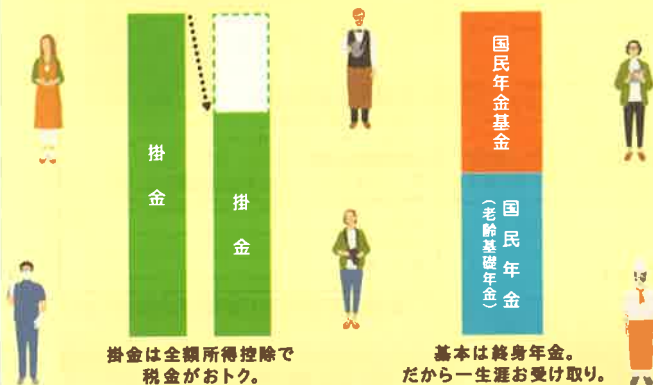 掛金
掛金
掛金は全額所得控除で
税金がおトク。
国民年金基金
国民年金
(老齢基礎年金)
基本は終身年金。
だから一生涯お受け取り。